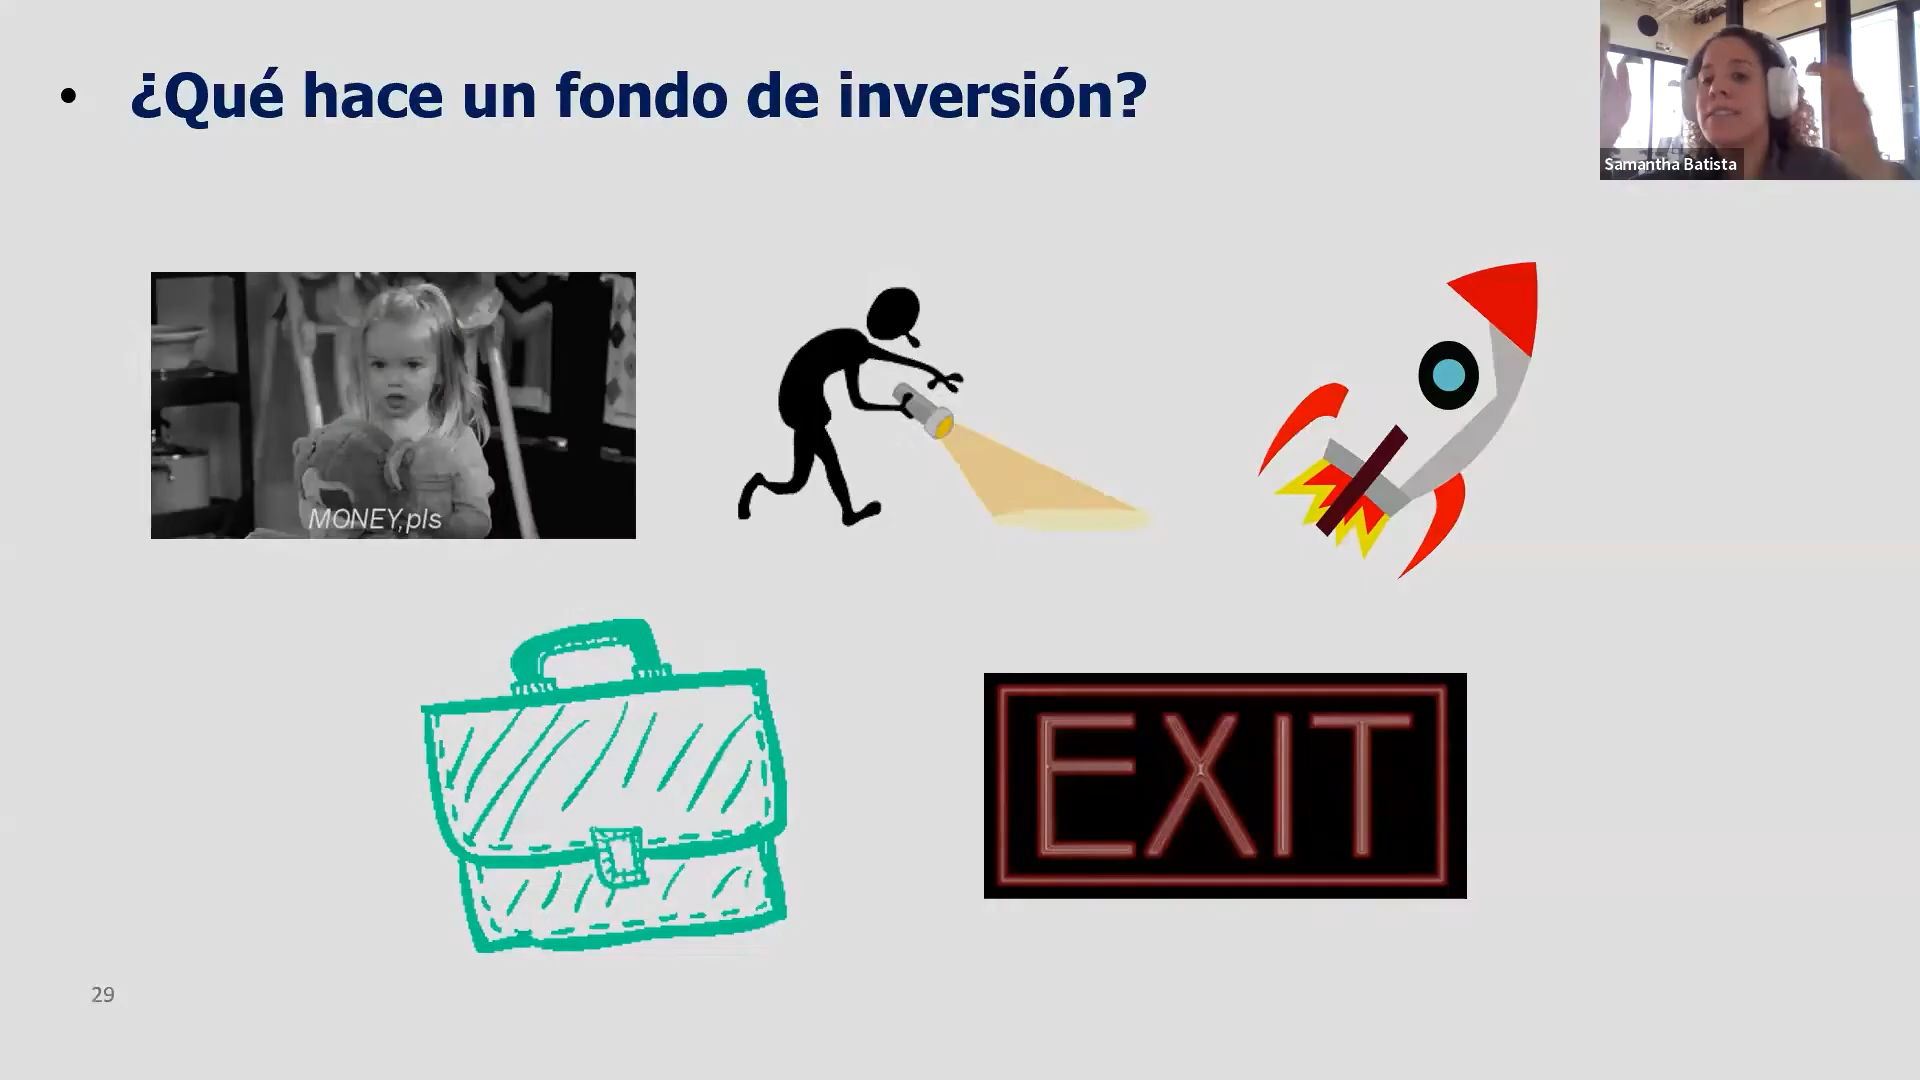 • ¿Qué hace un fondo de inversión?
Samantha Batista
MONEY,pls
EXIT
29